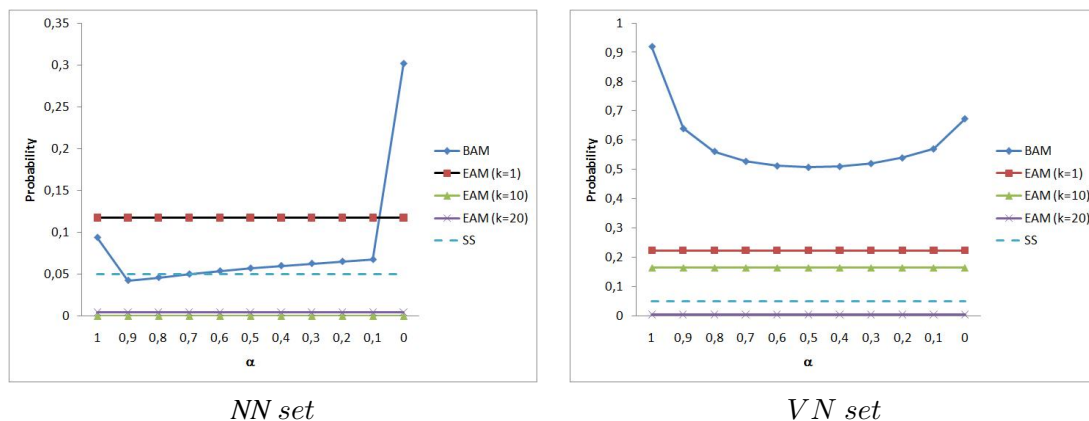 0,35
0,3
0,25
0,2
0,15
0,1
0,05
0
Probability
1 0,9 0,8 0,7 0,6 0,5 0,4 0,3 0,2 0,1 0
α
BAM
EAM (k=1)
EAM (k=10)
EAM (k=20)
SS
NN set
1
0,9
0,8
0,7
0,6
0,5
0,4
0,3
0,2
0,1
0
Probability
1 0,9 0,8 0,7 0,6 0,5 0,4 0,3 0,2 0,1 0
α
BAM
EAM (k=1)
EAM (k=10)
EAM (k=20)
SS
VN set